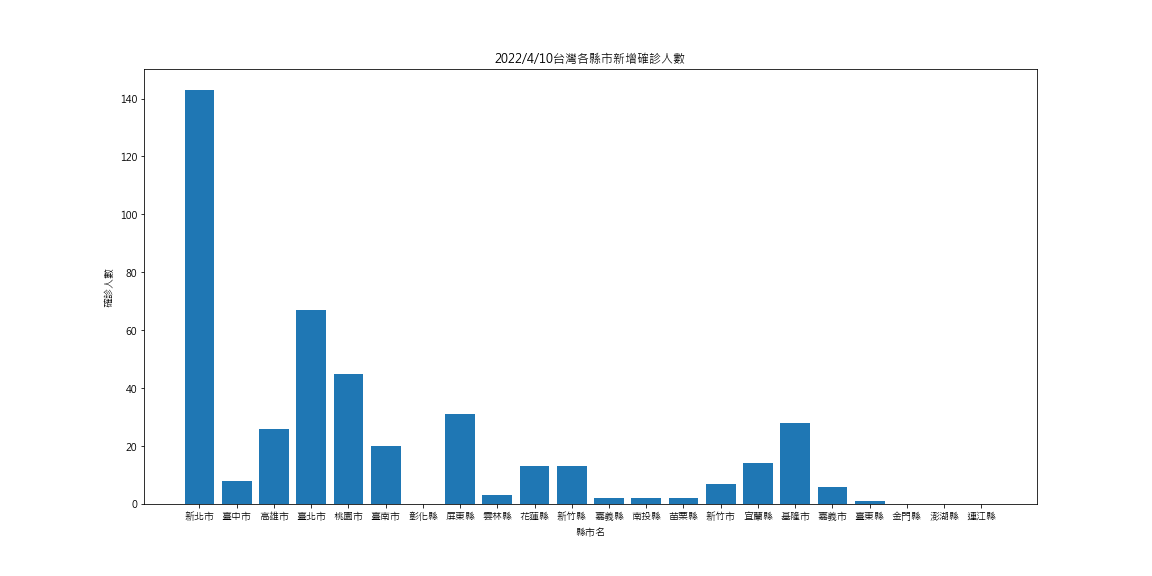 2022/4/10台灣各縣市新增確診人數
確診人數
140
120
100
80
60
40
20
0
新北市 臺中市 高雄市 臺北市 桃園市 臺南市 彰化縣 屏東縣 雲林縣 花蓮縣 新竹縣 嘉義縣 南投縣 苗栗縣 新竹市 宜蘭縣 基隆市 嘉義市 臺東縣 金門縣 澎湖縣 連江縣
縣市名